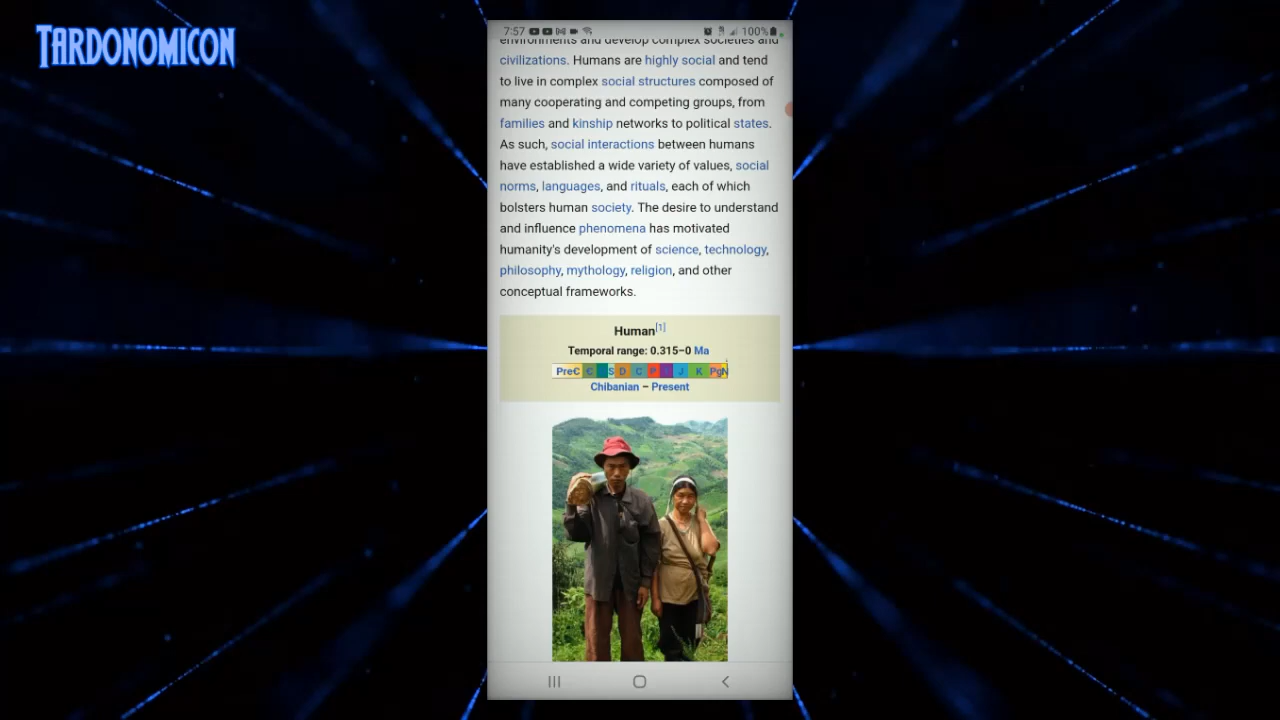 TARDONOMICON
7:57 100%
environments and develop complex societies and
civilizations. Humans are highly social and tend
to live in complex social structures composed of
many cooperating and competing groups, from
families and kinship networks to political states.
As such, social interactions between humans
have established a wide variety of values, social
norms, languages, and rituals, each of which
bolsters human society. The desire to understand
and influence phenomena has motivated
humanity's development of science, technology,
philosophy, mythology, religion, and other
conceptual frameworks.
Human[1]
Temporal range: 0.315–0 Ma
PreꞒ Ꞓ S D C P J K PgN
Chibanian – Present